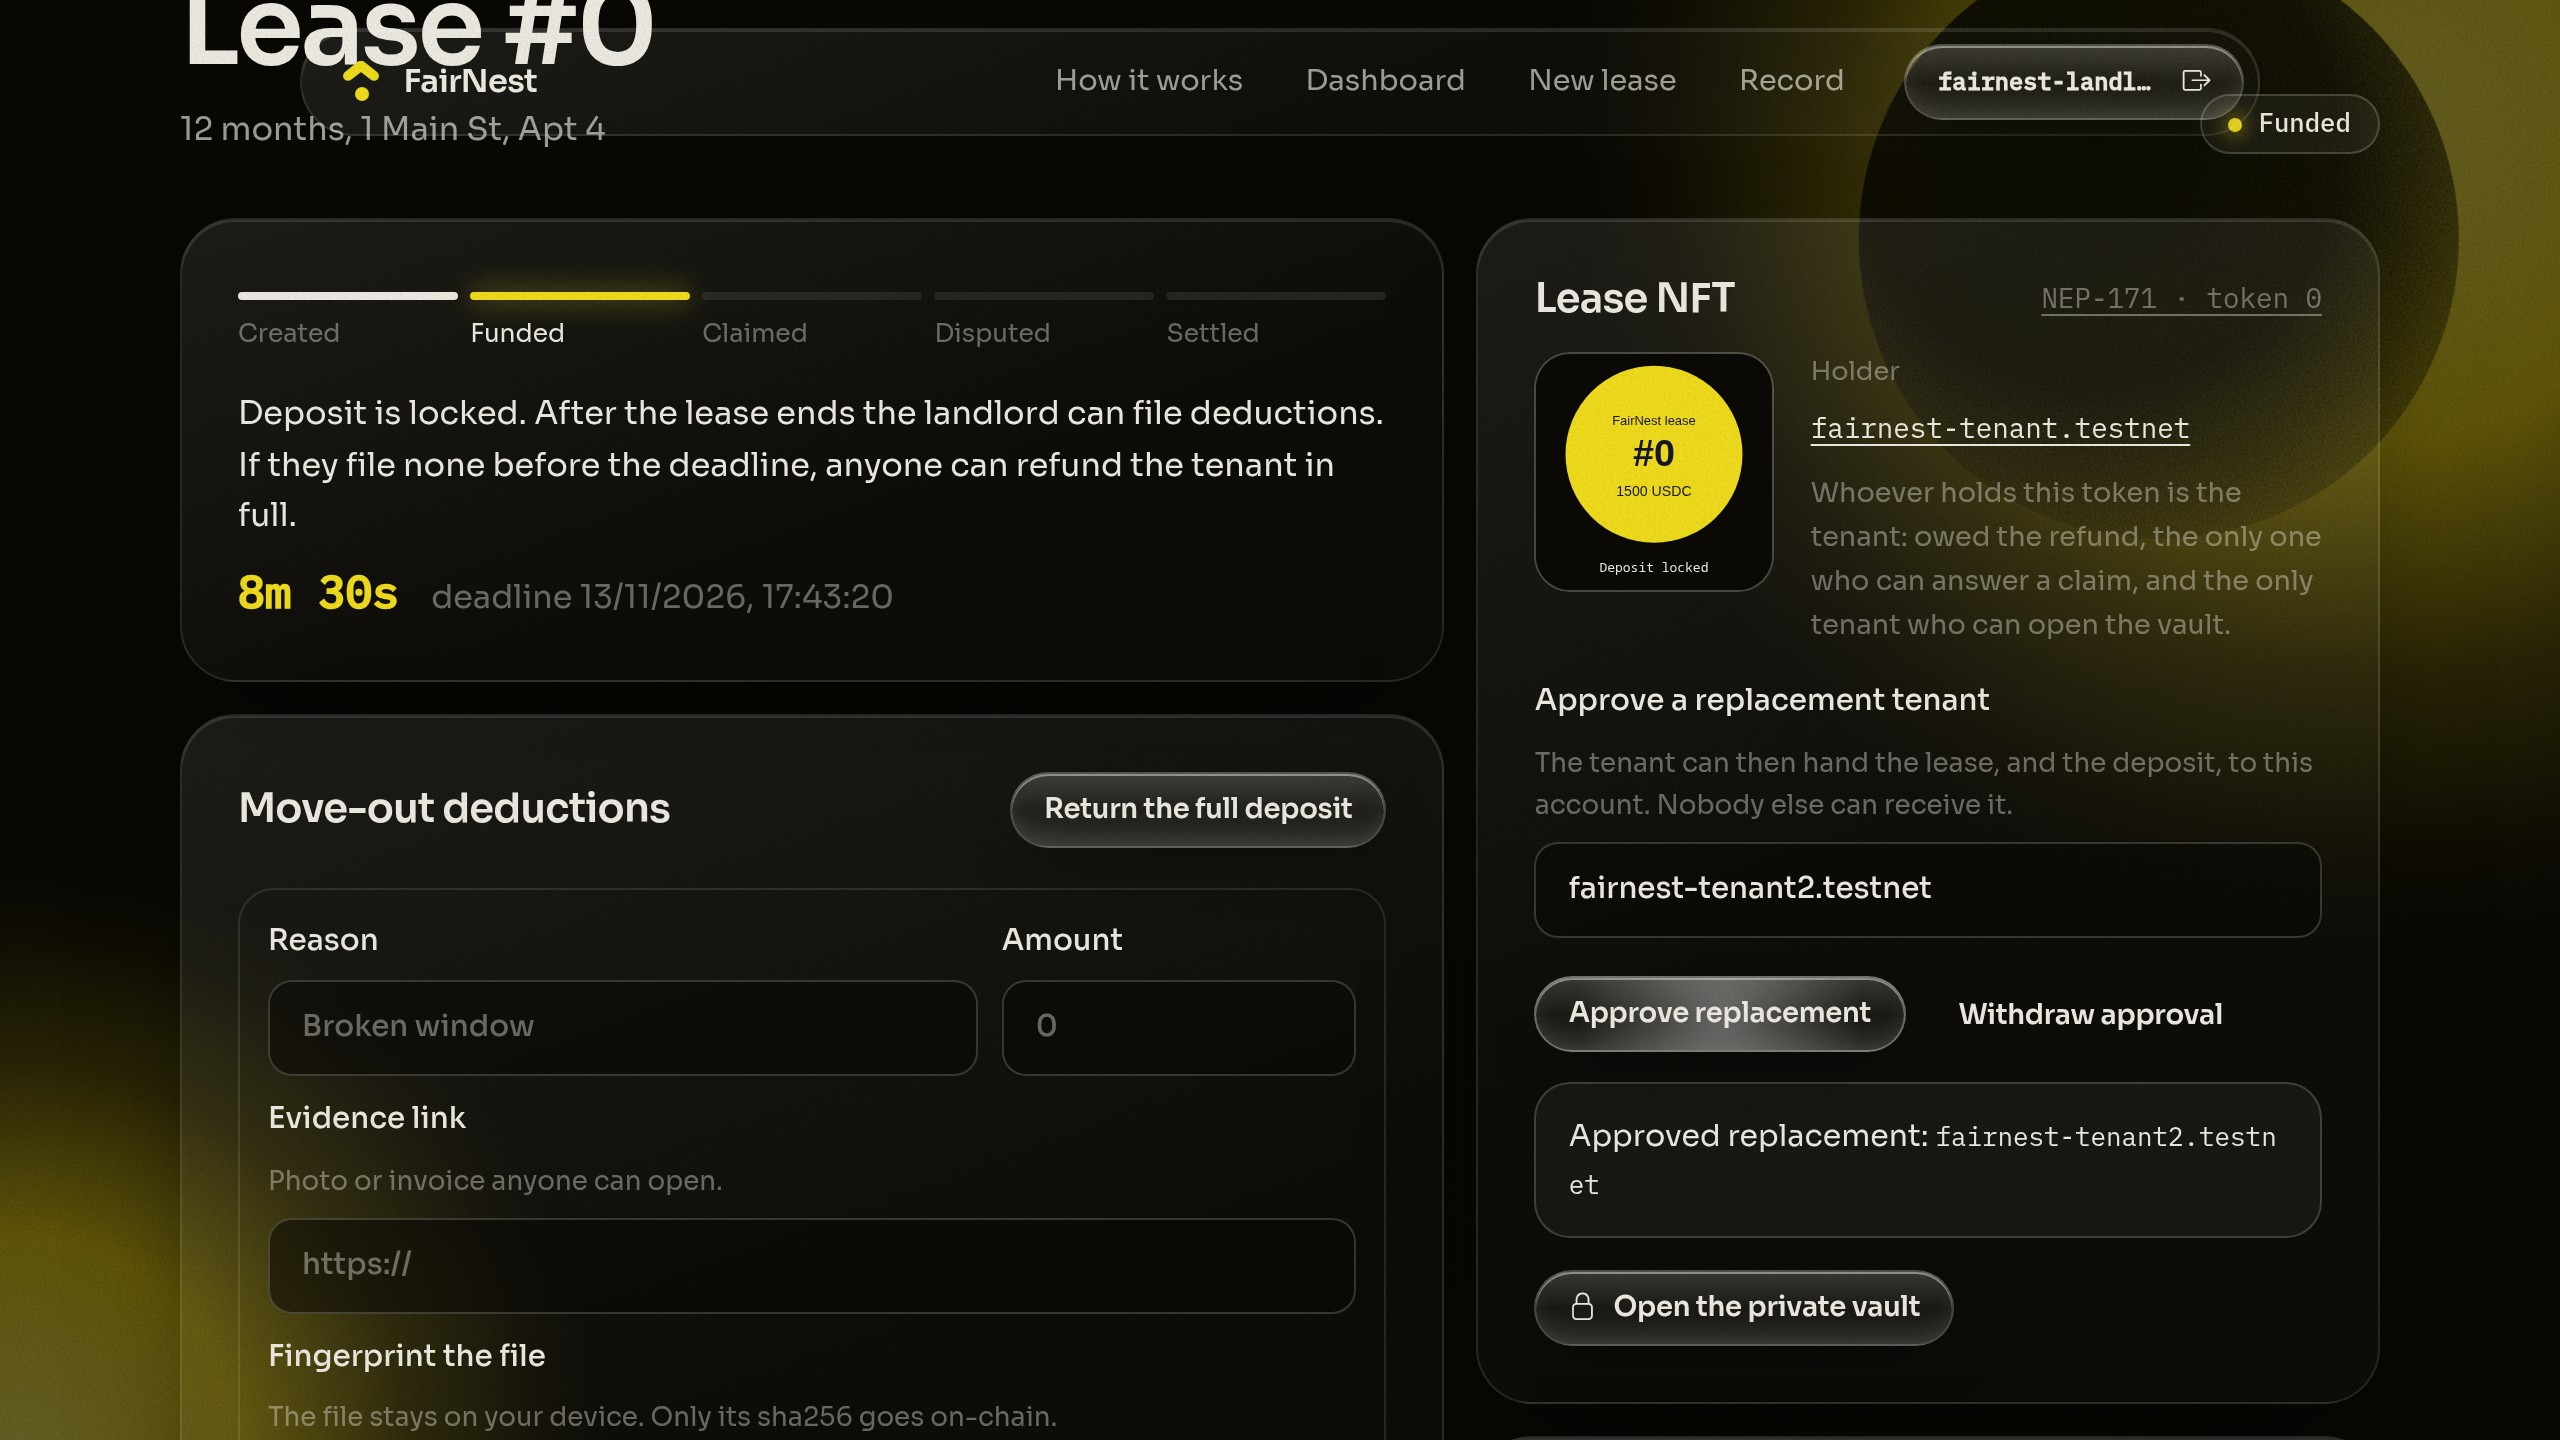 Lease #0
FairNest
How it works
Dashboard
New lease
Record
fairnest-landl…
12 months, 1 Main St, Apt 4
Funded
Created
Funded
Claimed
Disputed
Settled
Deposit is locked. After the lease ends the landlord can file deductions.
If they file none before the deadline, anyone can refund the tenant in
full.
8m 30s
deadline 13/11/2026, 17:43:20
Move-out deductions
Return the full deposit
Reason
Amount
Broken window
0
Evidence link
Photo or invoice anyone can open.
https://
Fingerprint the file
The file stays on your device. Only its sha256 goes on-chain.
Lease NFT
NEP-171 · token 0
FairNest lease
#0
1500 USDC
Deposit locked
Holder
fairnest-tenant.testnet
Whoever holds this token is the
tenant: owed the refund, the only one
who can answer a claim, and the only
tenant who can open the vault.
Approve a replacement tenant
The tenant can then hand the lease, and the deposit, to this
account. Nobody else can receive it.
fairnest-tenant2.testnet
Approve replacement
Withdraw approval
Approved replacement: fairnest-tenant2.testn
et
Open the private vault